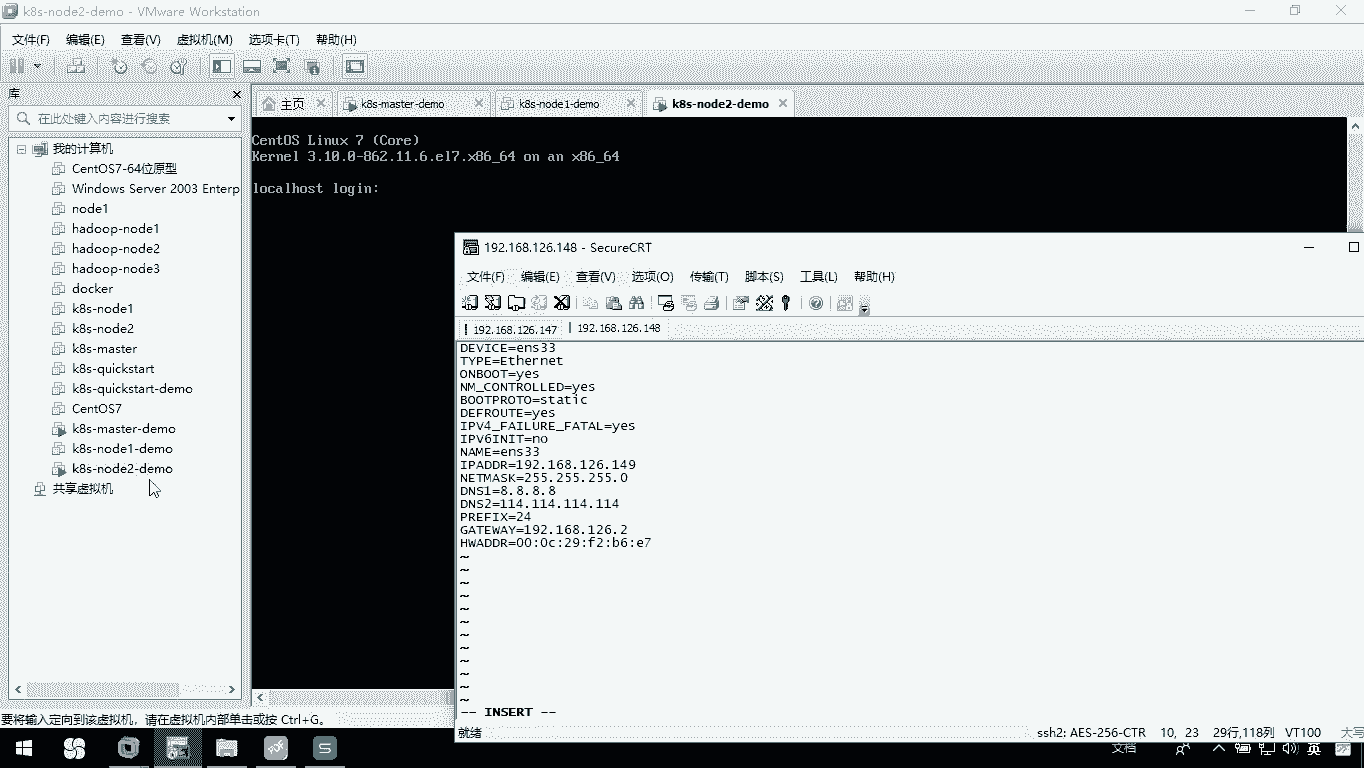 k8s-node2-demo - VMware Workstation
文件(F) 编辑(E) 查看(V) 虚拟机(M) 选项卡(T) 帮助(H)
库
在此处键入内容进行搜索
我的计算机
CentOS7-64位原型
Windows Server 2003 Enterp
node1
hadoop-node1
hadoop-node2
hadoop-node3
docker
k8s-node1
k8s-node2
k8s-master
k8s-quickstart
k8s-quickstart-demo
CentOS7
k8s-master-demo
k8s-node1-demo
k8s-node2-demo
共享虚拟机
主页 k8s-master-demo k8s-node1-demo k8s-node2-demo
CentOS Linux 7 (Core)
Kernel 3.10.0-862.11.6.el7.x86_64 on an x86_64
localhost login:
192.168.126.148 - SecureCRT
文件(F) 编辑(E) 查看(V) 选项(O) 传输(T) 脚本(S) 工具(L) 帮助(H)
192.168.126.147 192.168.126.148
DEVICE=ens33
TYPE=Ethernet
ONBOOT=yes
NM_CONTROLLED=yes
BOOTPROTO=static
DEFROUTE=yes
IPV4_FAILURE_FATAL=yes
IPV6INIT=no
NAME=ens33
IPADDR=192.168.126.149
NETMASK=255.255.255.0
DNS1=8.8.8.8
DNS2=114.114.114.114
PREFIX=24
GATEWAY=192.168.126.2
HWADDR=00:0c:29:f2:b6:e7
~
~
~
~
~
~
~
~
~
~
~
~
-- INSERT --
就绪 ssh2: AES-256-CTR 10, 23 29行,118列 VT100 大写
要将输入定向到该虚拟机，请在虚拟机内部单击或按 Ctrl+G。
文档 英